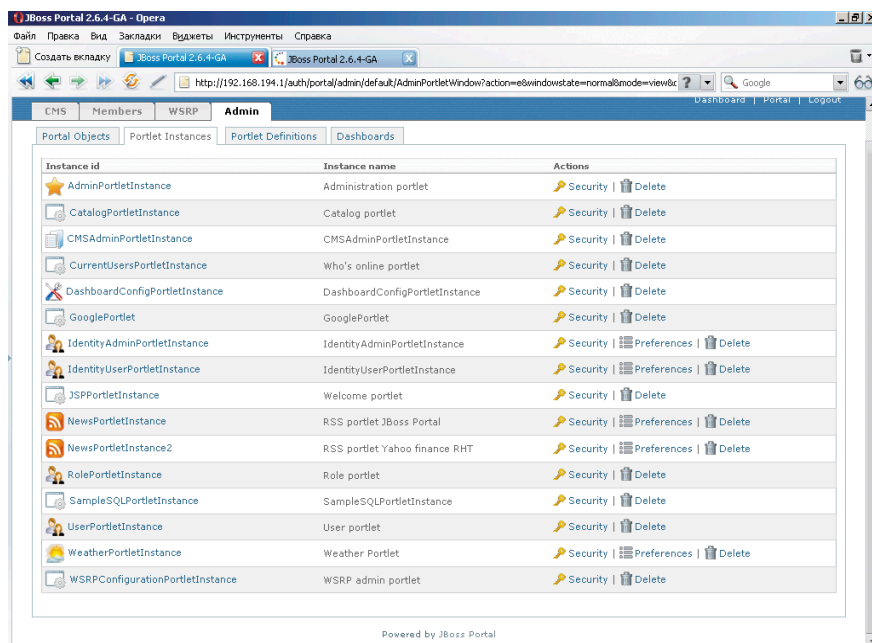 JBoss Portal 2.6.4-GA - Opera
Файл Правка Вид Закладки Виджеты Инструменты Справка
Создать вкладку JBoss Portal 2.6.4-GA JBoss Portal 2.6.4-GA
http://192.168.194.1/auth/portal/admin/default/AdminPortletWindow?action=e&windowstate=normal&mode=view&c ? Google
Dashboard | Portal | Logout
CMS Members WSRP Admin
Portal Objects Portlet Instances Portlet Definitions Dashboards
Instance id Instance name Actions
AdminPortletInstance Administration portlet Security | Delete
CatalogPortletInstance Catalog portlet Security | Delete
CMSAdminPortletInstance CMSAdminPortletInstance Security | Delete
CurrentUsersPortletInstance Who's online portlet Security | Delete
DashboardConfigPortletInstance DashboardConfigPortletInstance Security | Delete
GooglePortlet GooglePortlet Security | Delete
IdentityAdminPortletInstance IdentityAdminPortletInstance Security | Preferences | Delete
IdentityUserPortletInstance IdentityUserPortletInstance Security | Preferences | Delete
JSPPortletInstance Welcome portlet Security | Delete
NewsPortletInstance RSS portlet JBoss Portal Security | Preferences | Delete
NewsPortletInstance2 RSS portlet Yahoo finance RHT Security | Preferences | Delete
RolePortletInstance Role portlet Security | Delete
SampleSQLPortletInstance SampleSQLPortletInstance Security | Delete
UserPortletInstance User portlet Security | Delete
WeatherPortletInstance Weather Portlet Security | Preferences | Delete
WSRPConfigurationPortletInstance WSRP admin portlet Security | Delete
Powered by JBoss Portal